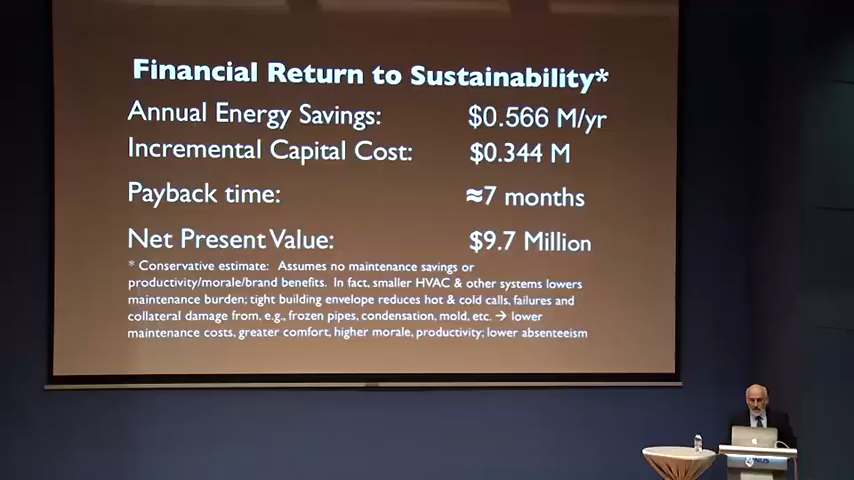 Financial Return to Sustainability*
Annual Energy Savings: $0.566 M/yr
Incremental Capital Cost: $0.344 M
Payback time: ≈7 months
Net Present Value: $9.7 Million
* Conservative estimate: Assumes no maintenance savings or
productivity/morale/brand benefits. In fact, smaller HVAC & other systems lowers
maintenance burden; tight building envelope reduces hot & cold calls, failures and
collateral damage from, e.g., frozen pipes, condensation, mold, etc. → lower
maintenance costs, greater comfort, higher morale, productivity; lower absenteeism
NUS